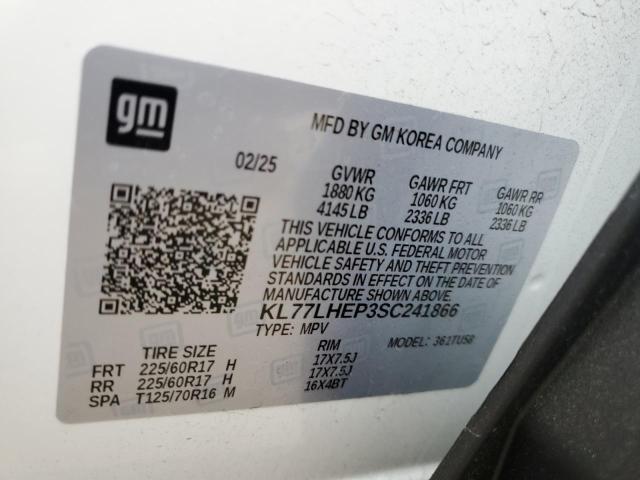 gm
MFD BY GM KOREA COMPANY
02/25
GVWR GAWR FRT GAWR RR
1880 KG 1060 KG 1060 KG
4145 LB 2336 LB 2336 LB
THIS VEHICLE CONFORMS TO ALL
APPLICABLE U.S. FEDERAL MOTOR
VEHICLE SAFETY AND THEFT PREVENTION
STANDARDS IN EFFECT ON THE DATE OF
MANUFACTURE SHOWN ABOVE.
KL77LHEP3SC241866
TYPE: MPV MODEL: 361TUS8
TIRE SIZE RIM
FRT 225/60R17 H 17X7.5J
RR 225/60R17 H 17X7.5J
SPA T125/70R16 M 16X4BT